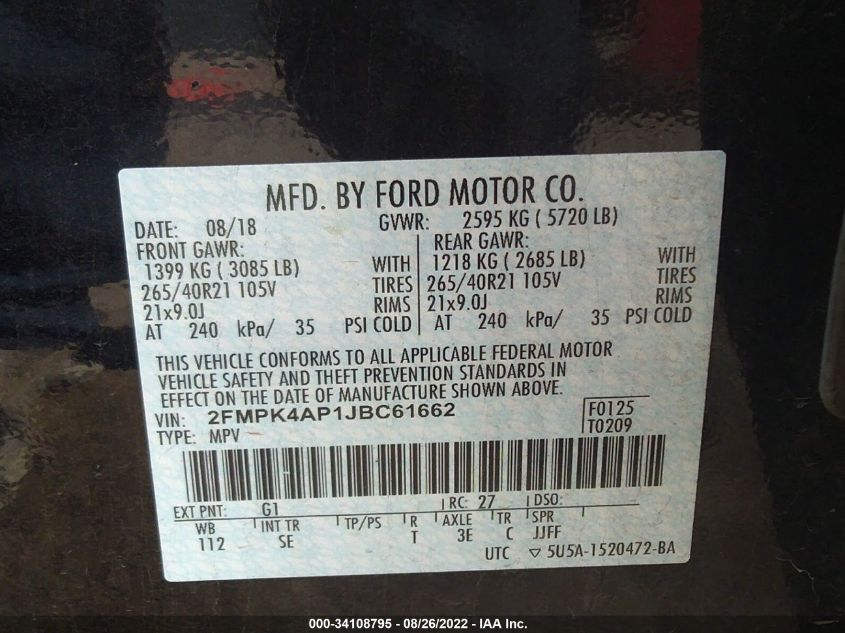 MFD. BY FORD MOTOR CO.
DATE: 08/18 GVWR: 2595 KG ( 5720 LB)
FRONT GAWR: REAR GAWR:
1399 KG ( 3085 LB) WITH 1218 KG ( 2685 LB) WITH
265/40R21 105V TIRES 265/40R21 105V TIRES
21x9.0J RIMS 21x9.0J RIMS
AT 240 kPa/ 35 PSI COLD AT 240 kPa/ 35 PSI COLD
THIS VEHICLE CONFORMS TO ALL APPLICABLE FEDERAL MOTOR
VEHICLE SAFETY AND THEFT PREVENTION STANDARDS IN
EFFECT ON THE DATE OF MANUFACTURE SHOWN ABOVE.
VIN: 2FMPK4AP1JBC61662 F0125
TYPE: MPV T0209
EXT PNT: G1 RC: 27 DSO:
WB INT TR TP/PS R AXLE TR SPR
112 SE T 3E C JJFF
UTC ▽ 5U5A-1520472-BA
000-34108795 - 08/26/2022 - IAA Inc.